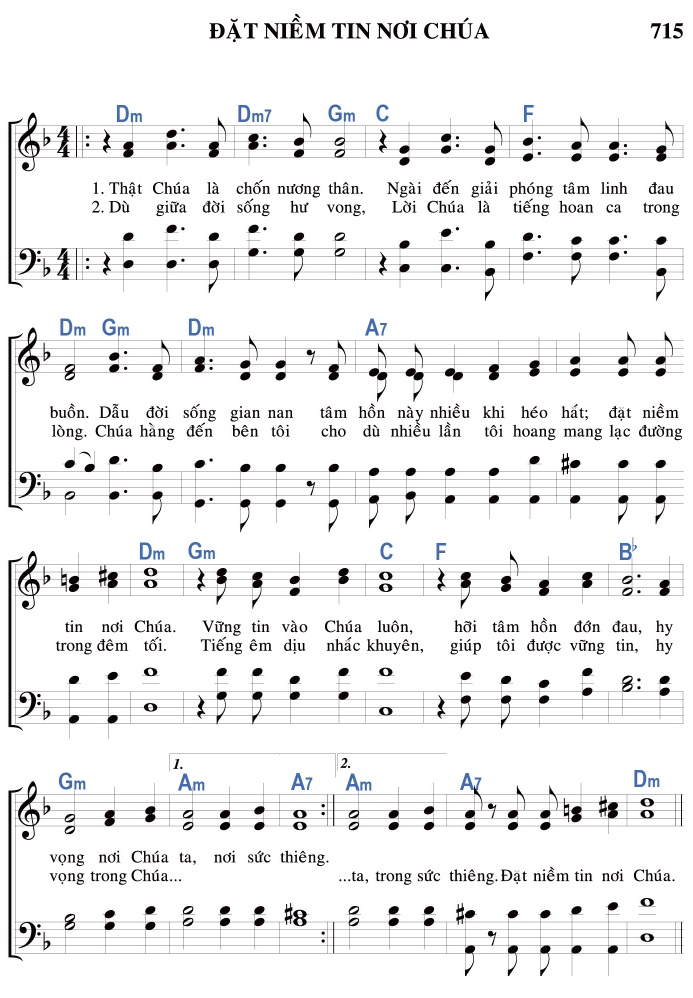 ĐẶT NIỀM TIN NƠI CHÚA 715
Dm Dm7 Gm C F
1. Thật Chúa là chốn nương thân. Ngài đến giải phóng tâm linh đau
2. Dù giữa đời sống hư vong, Lời Chúa là tiếng hoan ca trong
Dm Gm Dm A7
buồn. Dẫu đời sống gian nan tâm hồn này nhiều khi héo hát; đạt niềm
lòng. Chúa hằng đến bên tôi cho dù nhiều lần tôi hoang mang lạc đường
Dm Gm C F B♭
tin nơi Chúa. Vững tin vào Chúa luôn, hỡi tâm hồn đớn đau, hy
trong đêm tối. Tiếng êm dịu nhác khuyên, giúp tôi được vững tin, hy
1. 2.
Gm Am A7 Am A7 Dm
vọng nơi Chúa ta, nơi sức thiêng.
vọng trong Chúa... ...ta, trong sức thiêng. Đạt niềm tin nơi Chúa.